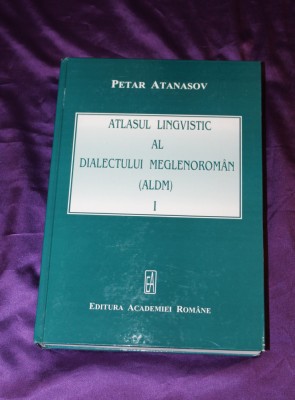 PETAR ATANASOV
ATLASUL LINGVISTIC
AL
DIALECTULUI MEGLENOROMÂN
(ALDM)
I
EDITURA ACADEMIEI ROMÂNE